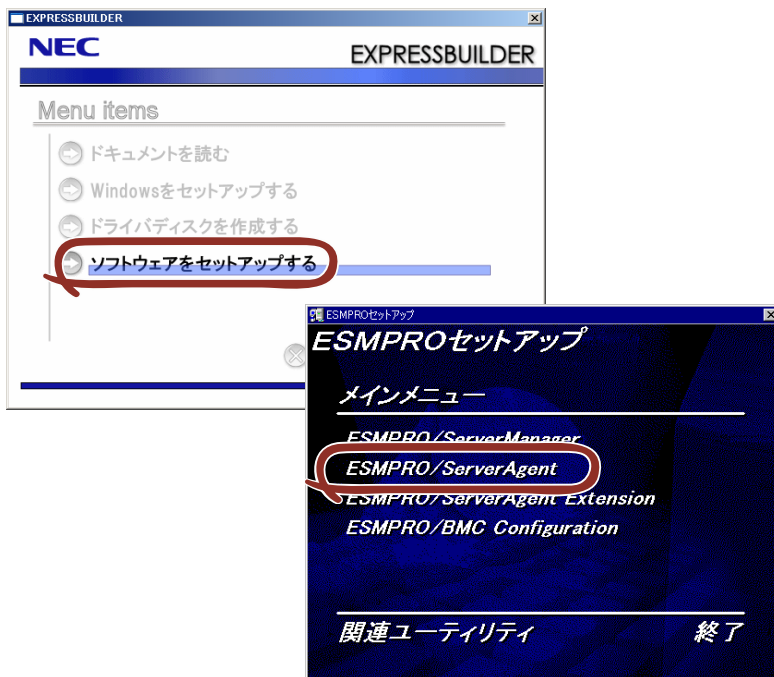 EXPRESSBUILDER
NEC
EXPRESSBUILDER
Menu items
ドキュメントを読む
Windowsをセットアップする
ドライバディスクを作成する
ソフトウェアをセットアップする
ESMPROセットアップ
ESMPROセットアップ
メインメニュー
ESMPRO/ServerManager
ESMPRO/ServerAgent
ESMPRO/ServerAgent Extension
ESMPRO/BMC Configuration
関連ユーティリティ
終了